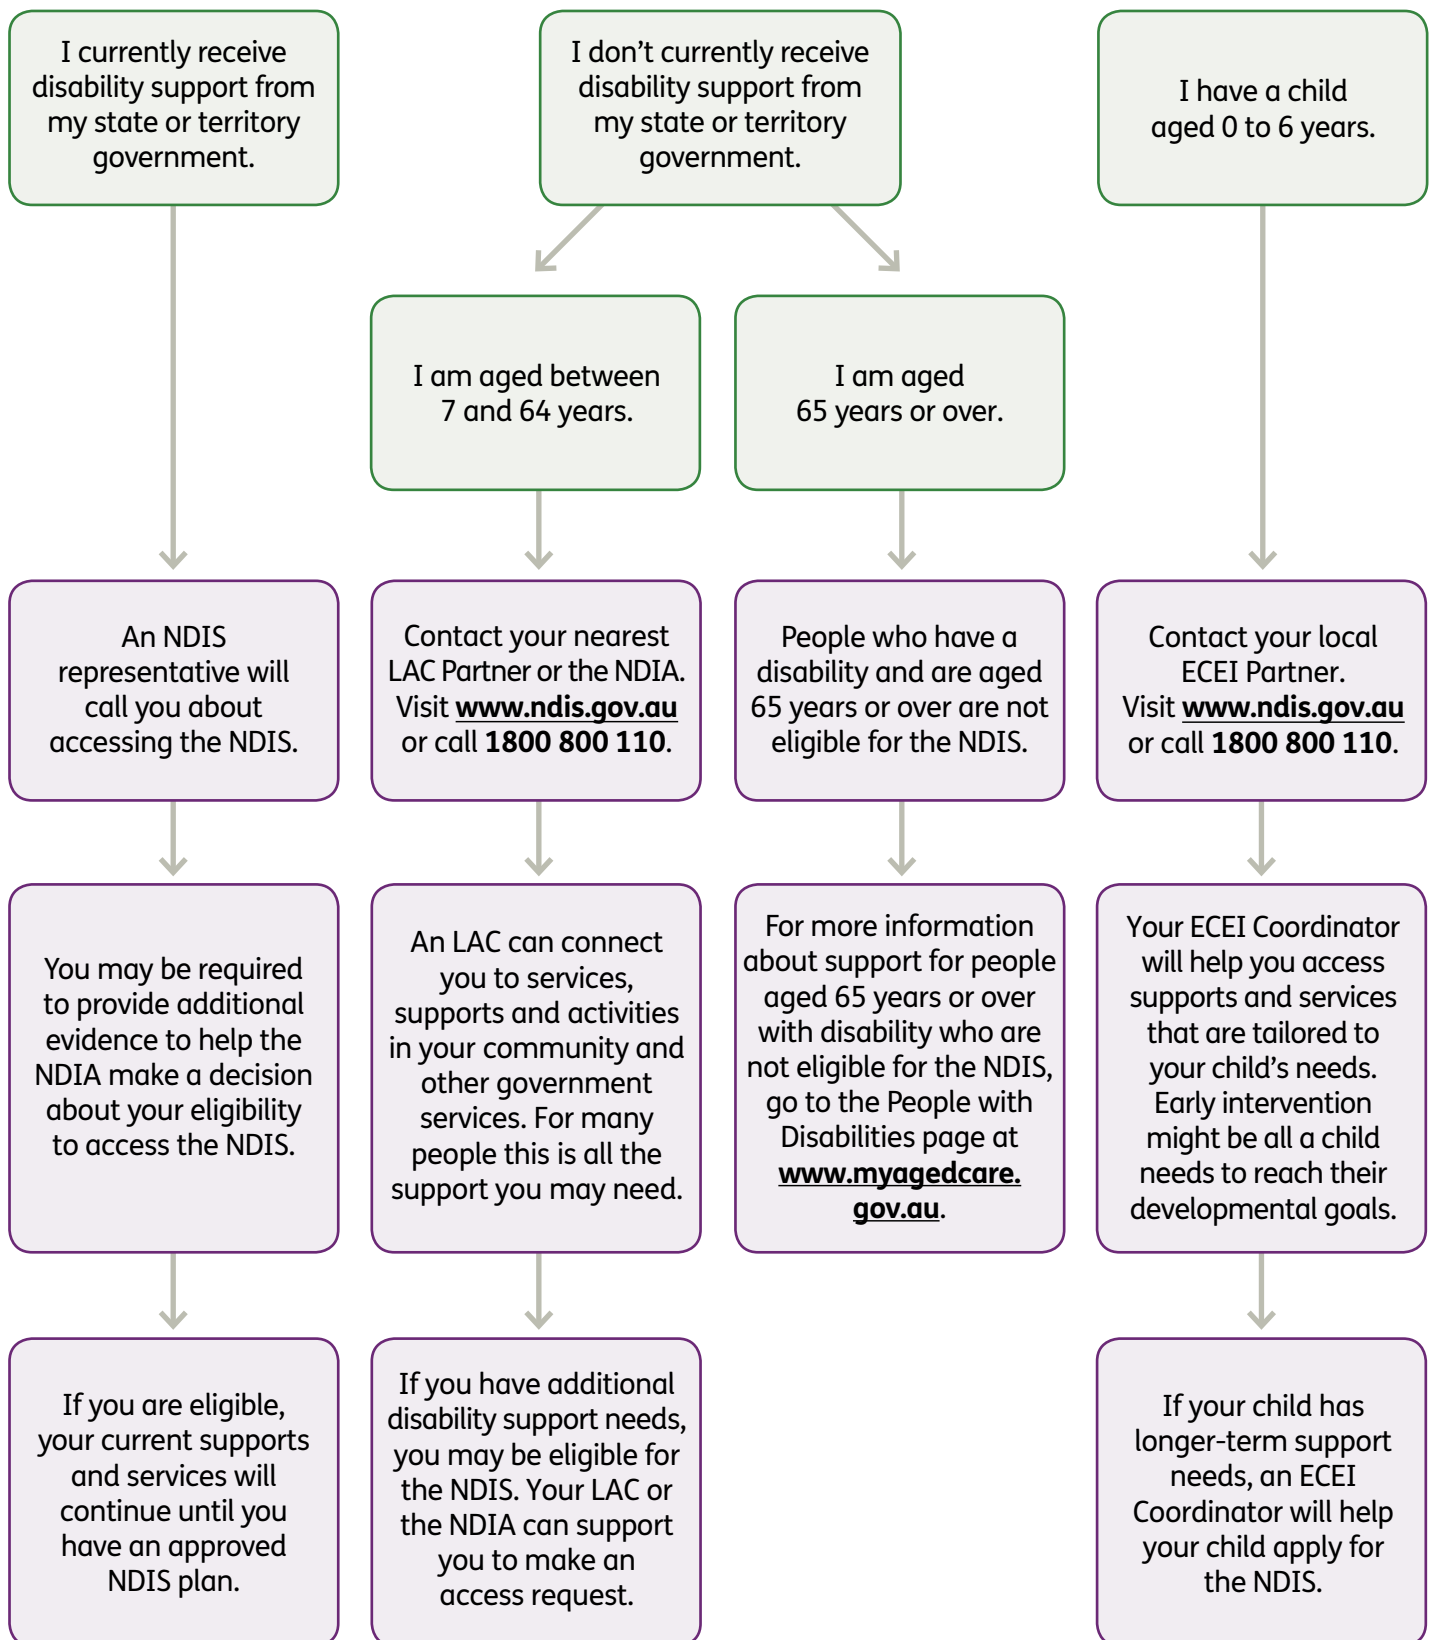 I currently receive
disability support from
my state or territory
government.
I don’t currently receive
disability support from
my state or territory
government.
I have a child
aged 0 to 6 years.
I am aged between
7 and 64 years.
I am aged
65 years or over.
An NDIS
representative will
call you about
accessing the NDIS.
Contact your nearest
LAC Partner or the NDIA.
Visit www.ndis.gov.au
or call 1800 800 110.
People who have a
disability and are aged
65 years or over are not
eligible for the NDIS.
Contact your local
ECEI Partner.
Visit www.ndis.gov.au
or call 1800 800 110.
You may be required
to provide additional
evidence to help the
NDIA make a decision
about your eligibility
to access the NDIS.
An LAC can connect
you to services,
supports and activities
in your community and
other government
services. For many
people this is all the
support you may need.
For more information
about support for people
aged 65 years or over
with disability who are
not eligible for the NDIS,
go to the People with
Disabilities page at
www.myagedcare.
gov.au.
Your ECEI Coordinator
will help you access
supports and services
that are tailored to
your child’s needs.
Early intervention
might be all a child
needs to reach their
developmental goals.
If you are eligible,
your current supports
and services will
continue until you
have an approved
NDIS plan.
If you have additional
disability support needs,
you may be eligible for
the NDIS. Your LAC or
the NDIA can support
you to make an
access request.
If your child has
longer-term support
needs, an ECEI
Coordinator will help
your child apply for
the NDIS.